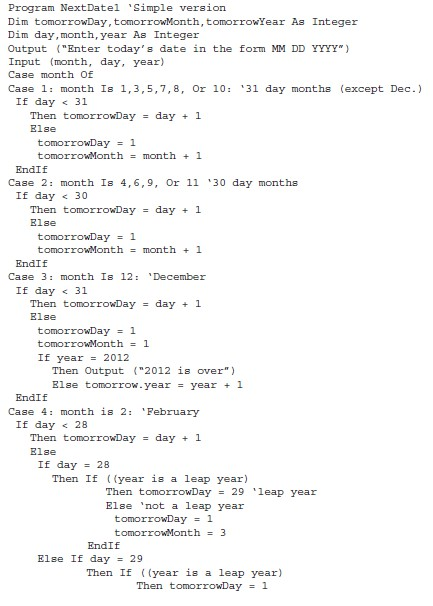 Program NextDate1 ‘Simple version
Dim tomorrowDay,tomorrowMonth,tomorrowYear As Integer
Dim day,month,year As Integer
Output (“Enter today’s date in the form MM DD YYYY”)
Input (month, day, year)
Case month Of
Case 1: month Is 1,3,5,7,8, Or 10: ‘31 day months (except Dec.)
If day < 31
Then tomorrowDay = day + 1
Else
tomorrowDay = 1
tomorrowMonth = month + 1
EndIf
Case 2: month Is 4,6,9, Or 11 ‘30 day months
If day < 30
Then tomorrowDay = day + 1
Else
tomorrowDay = 1
tomorrowMonth = month + 1
EndIf
Case 3: month Is 12: ‘December
If day < 31
Then tomorrowDay = day + 1
Else
tomorrowDay = 1
tomorrowMonth = 1
If year = 2012
Then Output (“2012 is over”)
Else tomorrow.year = year + 1
EndIf
Case 4: month is 2: ‘February
If day < 28
Then tomorrowDay = day + 1
Else
If day = 28
Then If ((year is a leap year)
Then tomorrowDay = 29 ‘leap year
Else ‘not a leap year
tomorrowDay = 1
tomorrowMonth = 3
EndIf
Else If day = 29
Then If ((year is a leap year)
Then tomorrowDay = 1